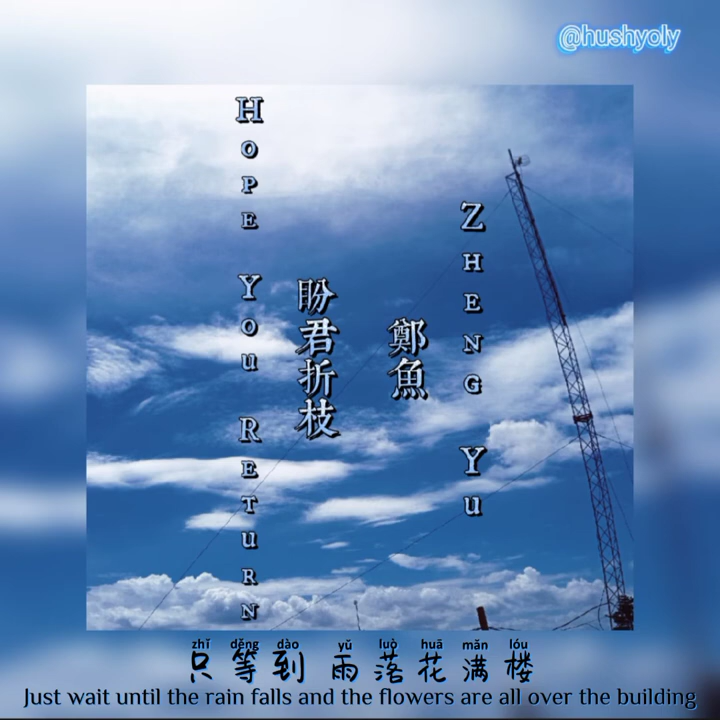 @hushyoly
Hope You Return
盼君折枝
鄭魚
Zheng Yu
zhǐ děng dào yǔ luò huā mǎn lóu
只等到 雨落花满楼
Just wait until the rain falls and the flowers are all over the building